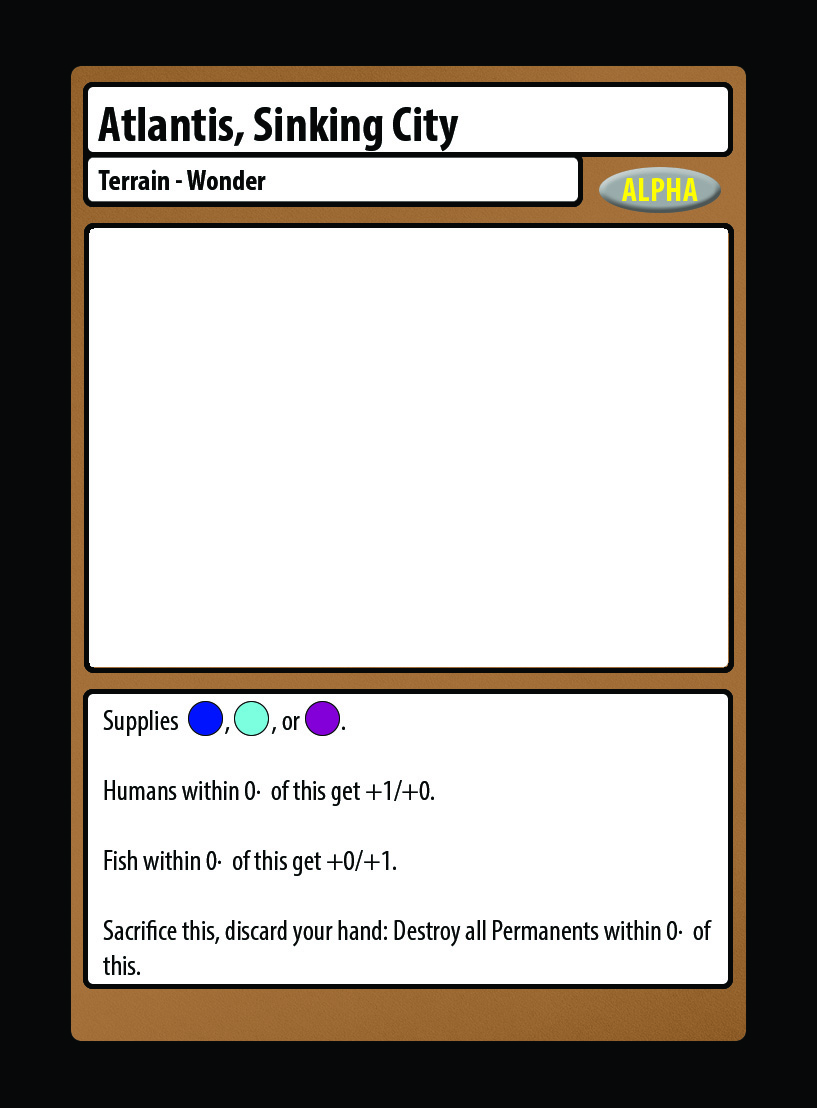 Atlantis, Sinking City
Terrain - Wonder
ALPHA
Supplies , , or .
Humans within 0· of this get +1/+0.
Fish within 0· of this get +0/+1.
Sacrifice this, discard your hand: Destroy all Permanents within 0· of
this.